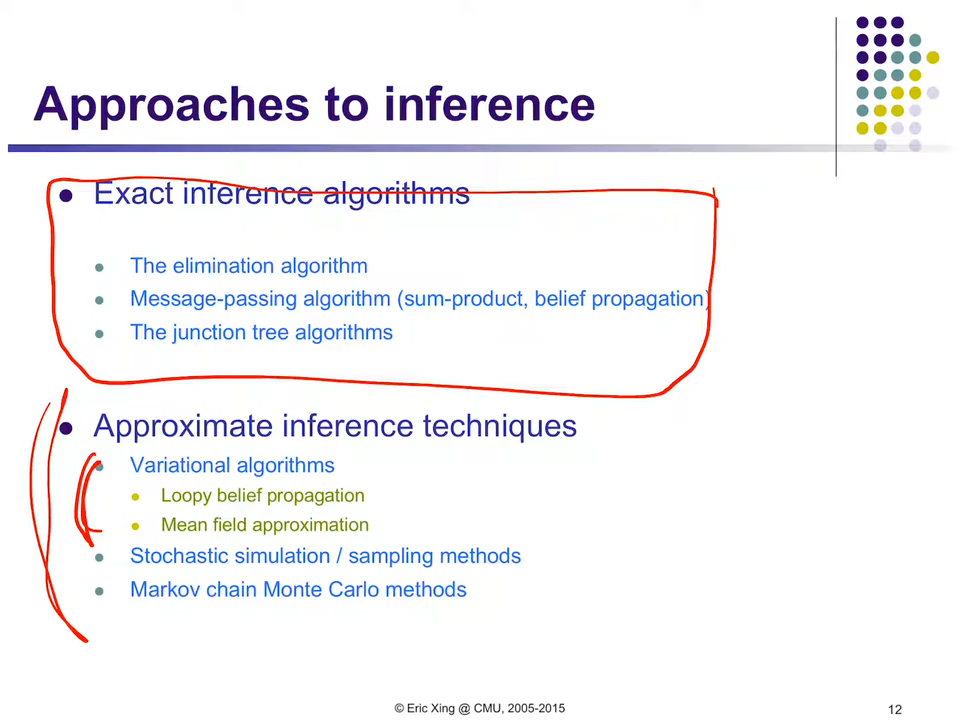 Approaches to inference
Exact inference algorithms
The elimination algorithm
Message-passing algorithm (sum-product, belief propagation)
The junction tree algorithms
Approximate inference techniques
Variational algorithms
Loopy belief propagation
Mean field approximation
Stochastic simulation / sampling methods
Markov chain Monte Carlo methods
© Eric Xing @ CMU, 2005-2015
12